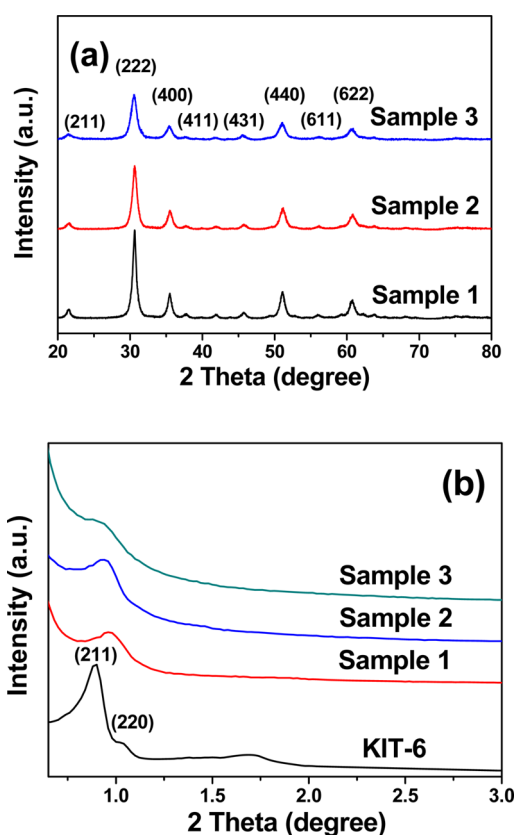 (a)
(222)
(211)
(400)
(411)
(431)
(440)
(611)
(622)
Sample 3
Sample 2
Sample 1
Intensity (a.u.)
20 30 40 50 60 70 80
2 Theta (degree)
(b)
Sample 3
Sample 2
Sample 1
(211)
(220)
KIT-6
Intensity (a.u.)
1.0 1.5 2.0 2.5 3.0
2 Theta (degree)